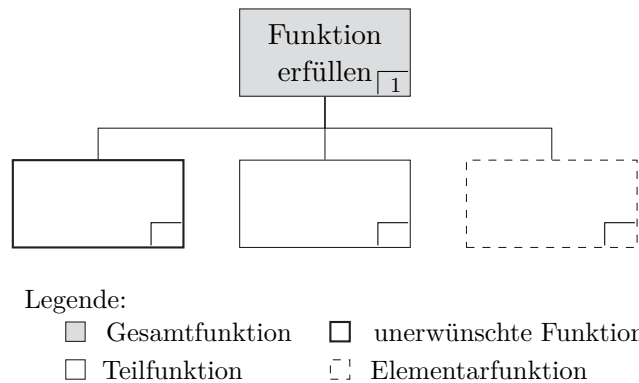 Funktion
erfüllen
1
Legende:
Gesamtfunktion unerwünschte Funktion
Teilfunktion Elementarfunktion